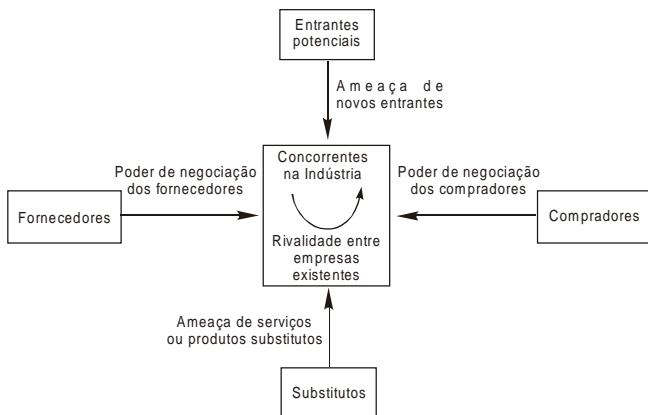 Entrantes
potenciais
Ameaça de
novos entrantes
Poder de negociação
dos fornecedores
Concorrentes
na Indústria
Poder de negociação
dos compradores
Fornecedores
Compradores
Rivalidade entre
empresas
existentes
Ameaça de serviços
ou produtos substitutos
Substitutos